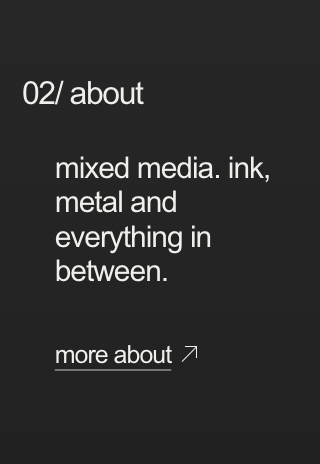 02/ about
mixed media. ink,
metal and
everything in
between.
more about ↗